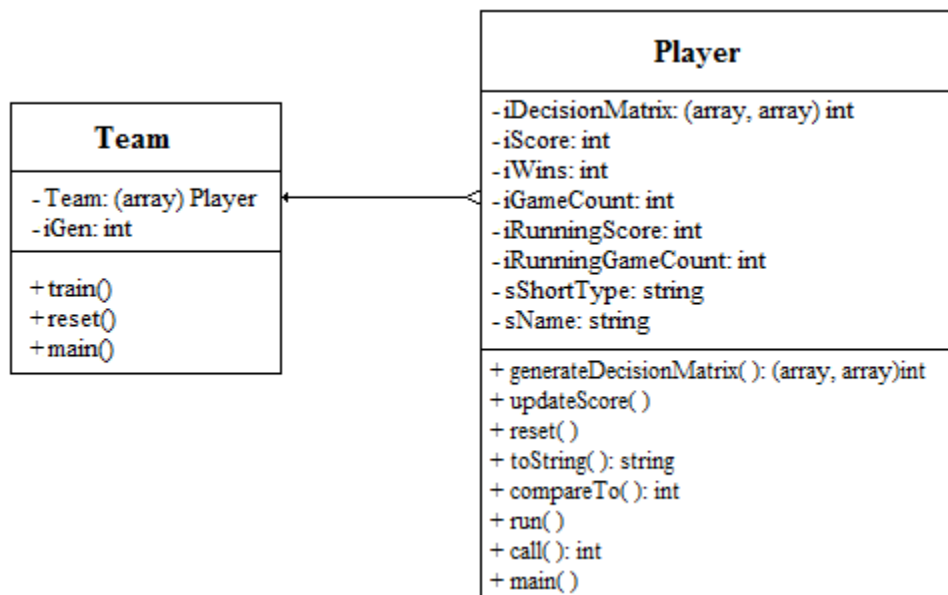 Team
- Team: (array) Player
- iGen: int
+ train()
+ reset()
+ main()
Player
- iDecisionMatrix: (array, array) int
- iScore: int
- iWins: int
- iGameCount: int
- iRunningScore: int
- iRunningGameCount: int
- sShortType: string
- sName: string
+ generateDecisionMatrix( ): (array, array)int
+ updateScore( )
+ reset( )
+ toString( ): string
+ compareTo( ): int
+ run( )
+ call( ): int
+ main( )